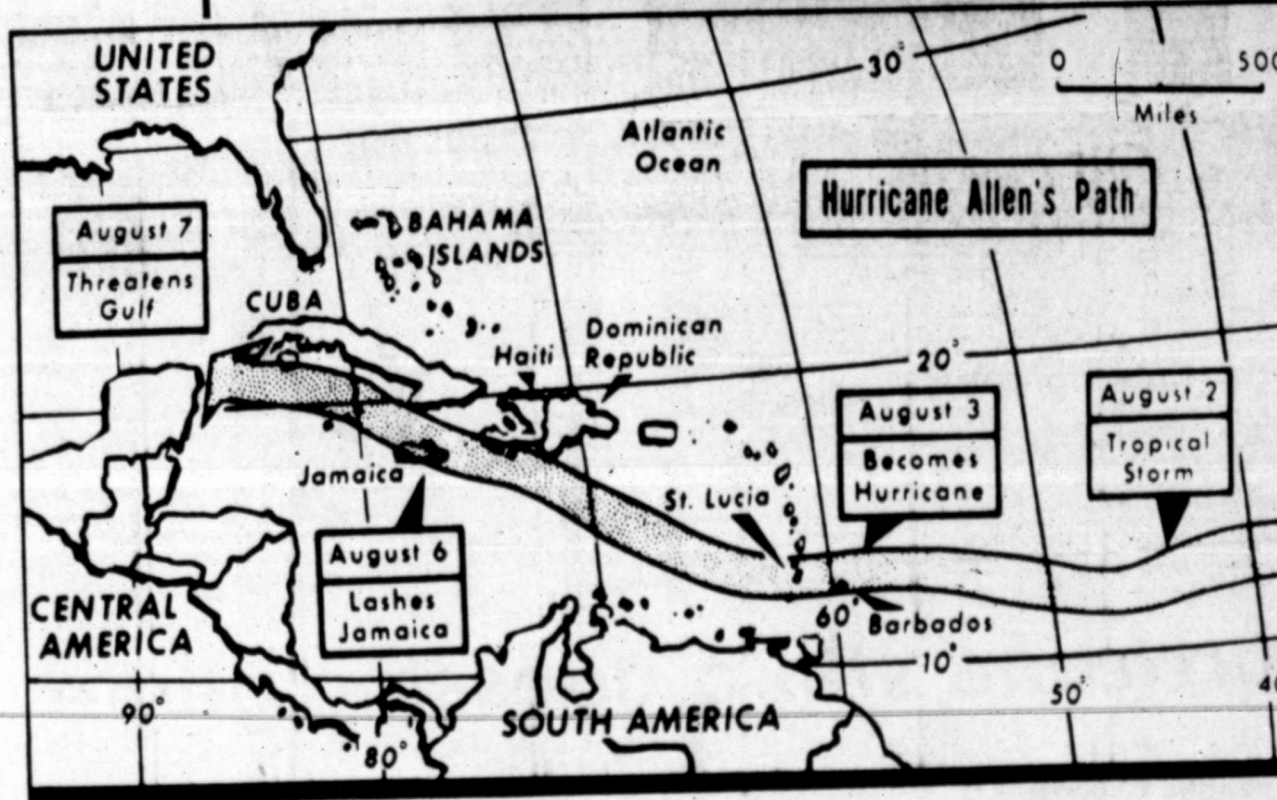 UNITED
STATES
30°
0 500
Miles
Atlantic
Ocean
Hurricane Allen's Path
August 7
Threatens
Gulf
BAHAMA
ISLANDS
CUBA
Haiti
Dominican
Republic
20°
August 3
Becomes
Hurricane
August 2
Tropical
Storm
Jamaica
St. Lucia
August 6
Lashes
Jamaica
CENTRAL
AMERICA
60°
Barbados
10°
50°
90°
SOUTH AMERICA
80°